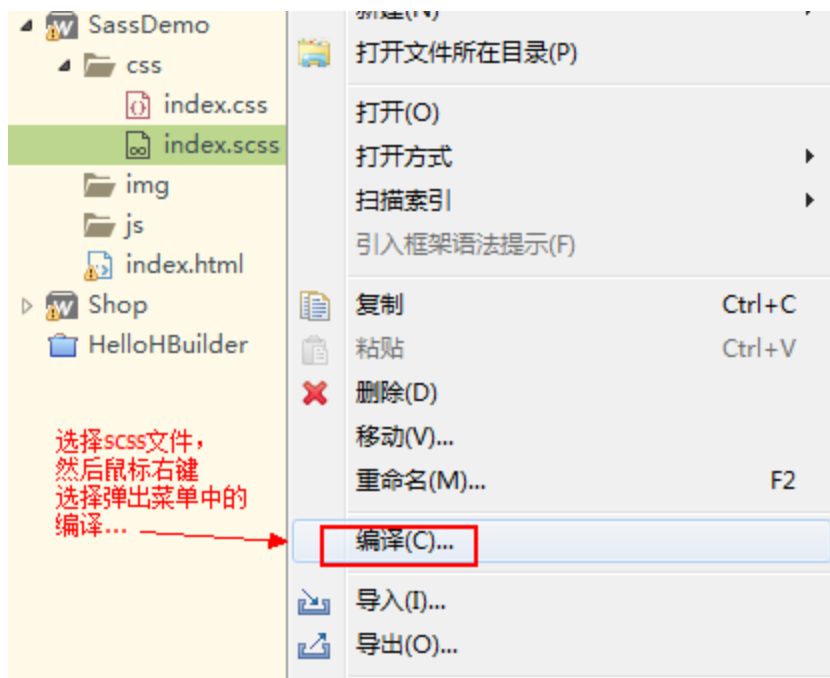 SassDemo
css
index.css
index.scss
img
js
index.html
Shop
HelloHBuilder
选择scss文件，
然后鼠标右键
选择弹出菜单中的
编译...
打开文件所在目录(P)
打开(O)
打开方式
扫描索引
引入框架语法提示(F)
复制 Ctrl+C
粘贴 Ctrl+V
删除(D)
移动(V)...
重命名(M)... F2
编译(C)...
导入(I)...
导出(O)...